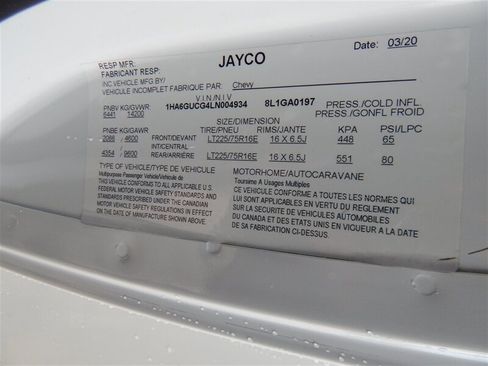 Date: 03/20
RESP MFR:
FABRICANT RESP:
JAYCO
INC.VEHICLE MFG.BY/
VEHICULE INCOMPLET FABRIQUE PAR: Chevy
V.I.N./N.I.V
PNBV KG/GVWR: 1HA6GUCG4LN004934 8L1GA0197 PRESS./COLD INFL.
6441 14200 PRESS./GONFL FROID
SIZE/DIMENSION
PNBE KG/GAWR TIRE/PNEU RIMS/JANTE KPA PSI/LPC
2086 / 4600 FRONT/DEVANT LT225/75R16E 16 X 6.5J 448 65
INT/CENTRAL
4354 / 9600 REAR/ARRIÈRE LT225/75R16E 16 X 6.5J 551 80
TYPE OF VEHICLE/TYPE DE VEHICULE MOTORHOME/AUTOCARAVANE
Multipurpose Passenger Vehicle/Vehicule de Tourisme A Usages Multiples
THIS VEHICLE CONFORMS TO ALL APPLICABLE U.S.
FEDERAL MOTOR VEHICLE SAFETY STANDARDS AND
STANDARDS PRESCRIBED UNDER THE CANADIAN
MOTOR VEHICLE SAFETY REGULATIONS IN EFFECT
ON THE DATE OF MANUFACTURE SHOWN ABOVE.
CE VÉHICULE CONFORME A TOUTES LES NORMES QUI
LUI SONT APPLICABLES EN VERTU DU REGLEMENT
SUR LA SECURITE DE VEHICULES AUTOMOBILES
DU CANADA ET DES ETATS UNIS EN VIGUEUR A LA DATE
DE SA FABRICATION CI-DESSUS.